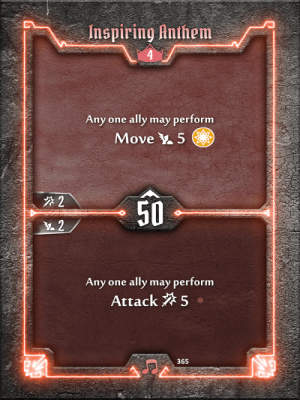 Inspiring Anthem
4
Any one ally may perform
Move 5
2
50
2
Any one ally may perform
Attack 5
365